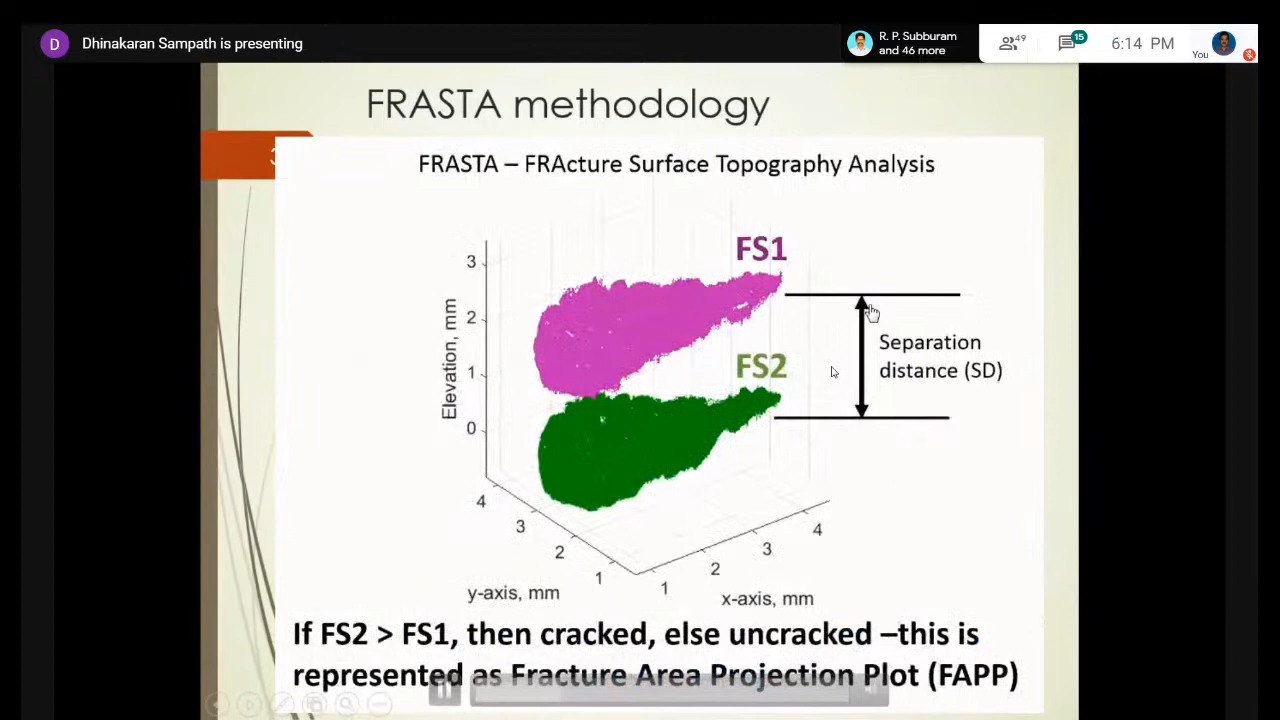 D
Dhinakaran Sampath is presenting
R. P. Subburam
and 46 more
49
15
6:14 PM
You
FRASTA methodology
FRASTA – FRActure Surface Topography Analysis
FS1
FS2
Separation
distance (SD)
Elevation, mm
3
2
1
0
4
3
2
1
y-axis, mm
1
2
3
4
x-axis, mm
If FS2 > FS1, then cracked, else uncracked –this is
represented as Fracture Area Projection Plot (FAPP)